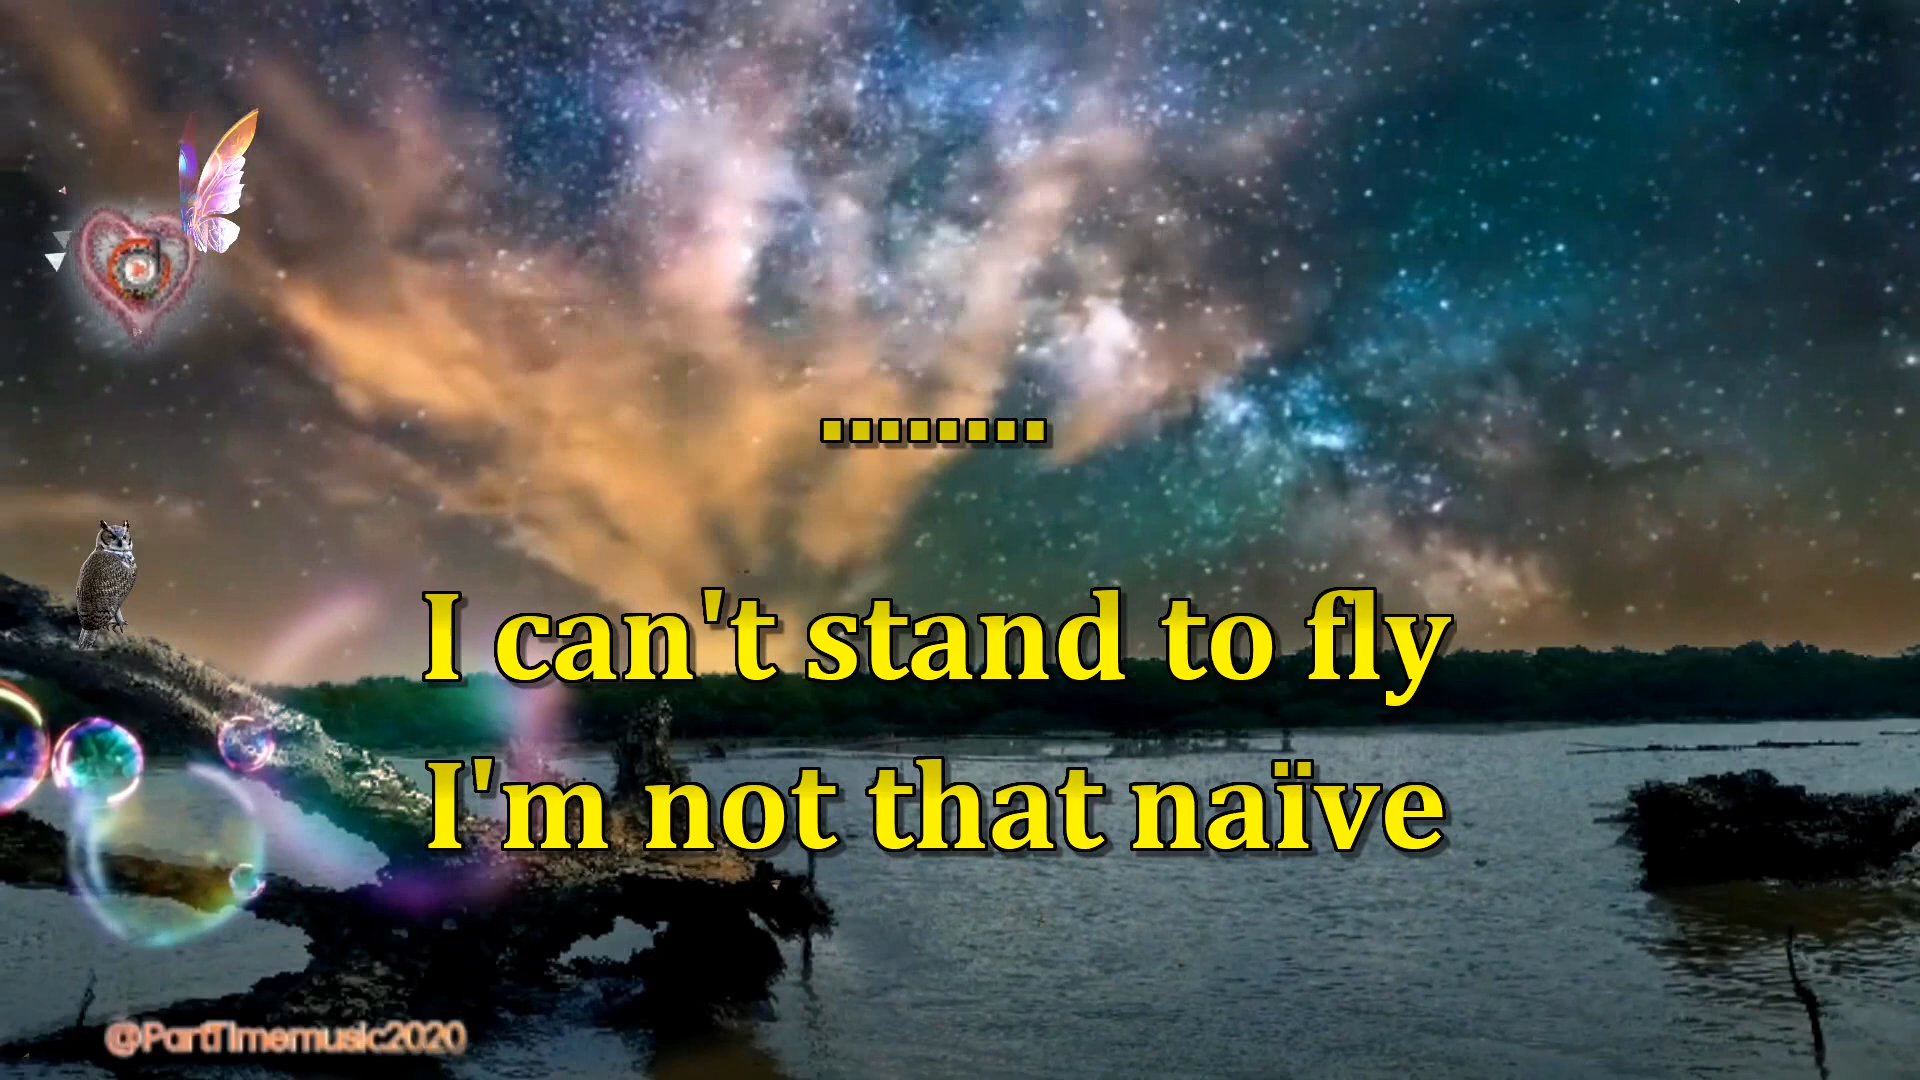 ........
I can't stand to fly
I'm not that naïve
@PartTimemusic2020